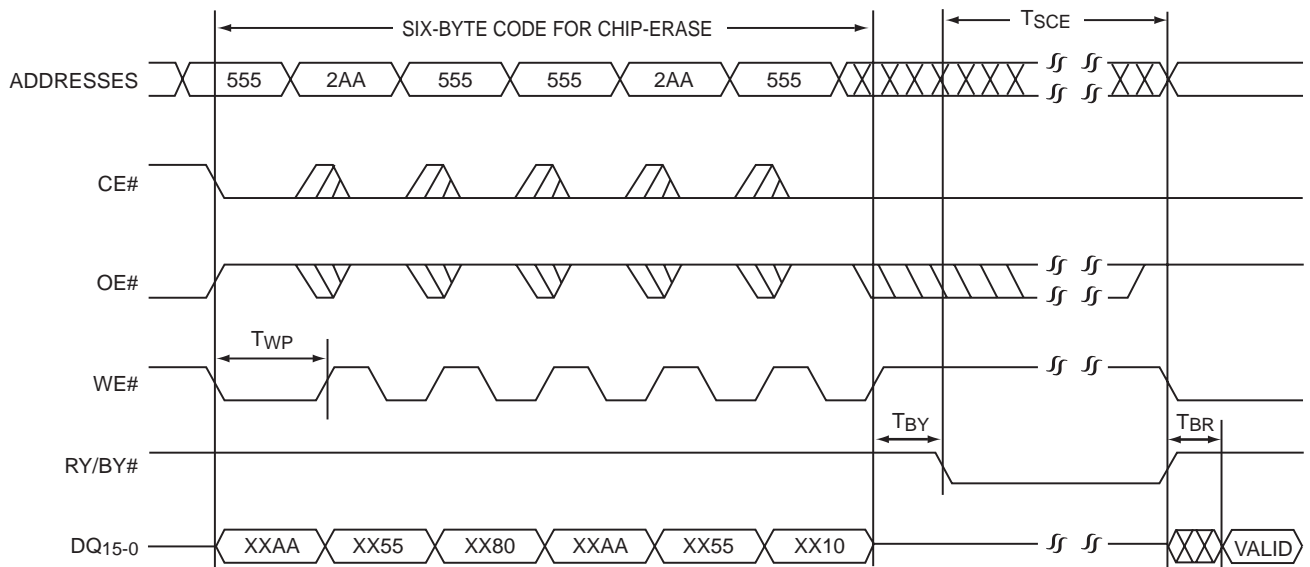 SIX-BYTE CODE FOR CHIP-ERASE
TSCE
ADDRESSES 555 2AA 555 555 2AA 555
CE#
OE#
TWP
WE#
TBY TBR
RY/BY#
DQ15-0 XXAA XX55 XX80 XXAA XX55 XX10 VALID